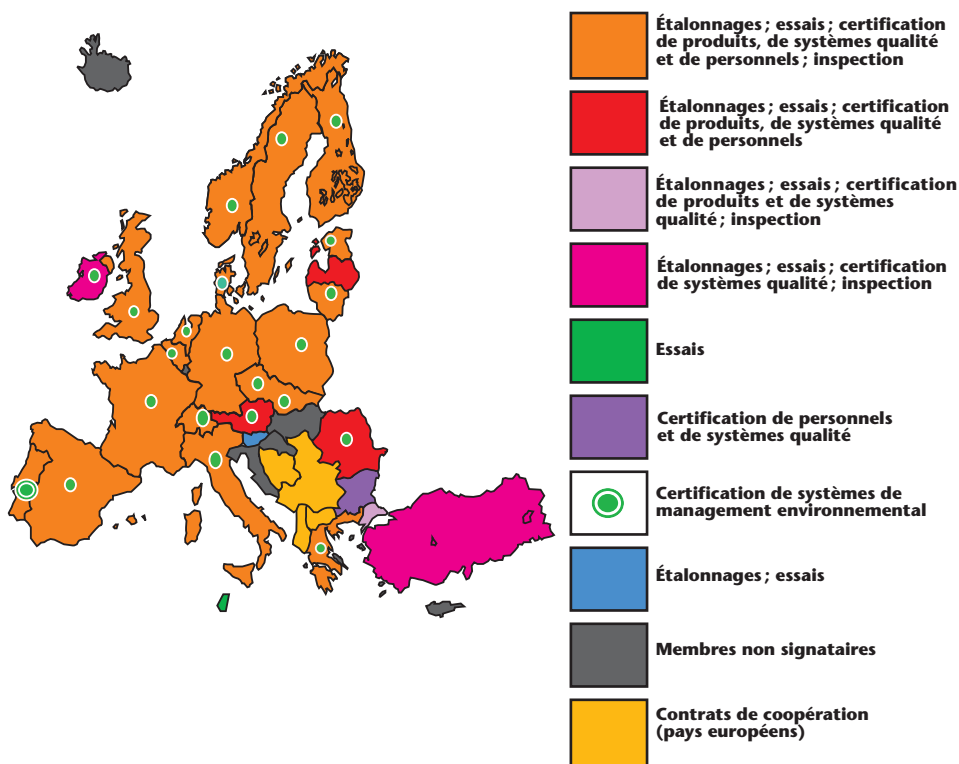 Étalonnages ; essais ; certification
de produits, de systèmes qualité
et de personnels ; inspection
Étalonnages ; essais ; certification
de produits, de systèmes qualité
et de personnels
Étalonnages ; essais ; certification
de produits et de systèmes
qualité ; inspection
Étalonnages ; essais ; certification
de systèmes qualité ; inspection
Essais
Certification de personnels
et de systèmes qualité
Certification de systèmes de
management environnemental
Étalonnages ; essais
Membres non signataires
Contrats de coopération
(pays européens)